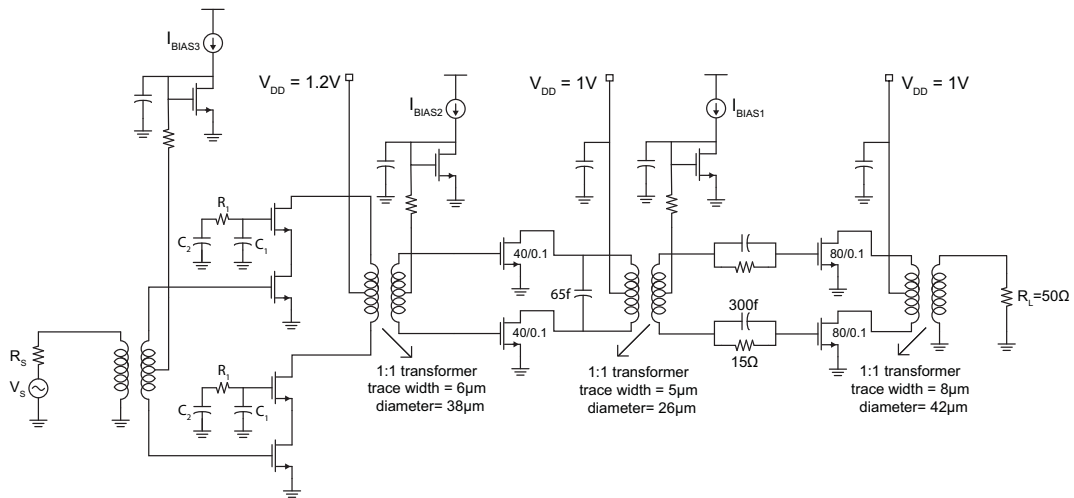 I_BIAS3
V_DD = 1.2V
I_BIAS2
V_DD = 1V
I_BIAS1
V_DD = 1V
R_1
C_2
C_1
40/0.1
80/0.1
65f
300f
R_L=50Ω
40/0.1
80/0.1
15Ω
R_S
V_S
R_1
C_2
C_1
1:1 transformer
trace width = 6μm
diameter= 38μm
1:1 transformer
trace width = 5μm
diameter= 26μm
1:1 transformer
trace width = 8μm
diameter= 42μm